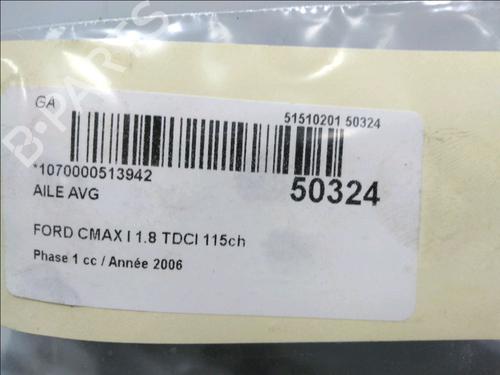 B-PARTS
GA
51510201 50324
*1070000513942
50324
AILE AVG
FORD CMAX I 1.8 TDCI 115ch
Phase 1 cc / Année 2006